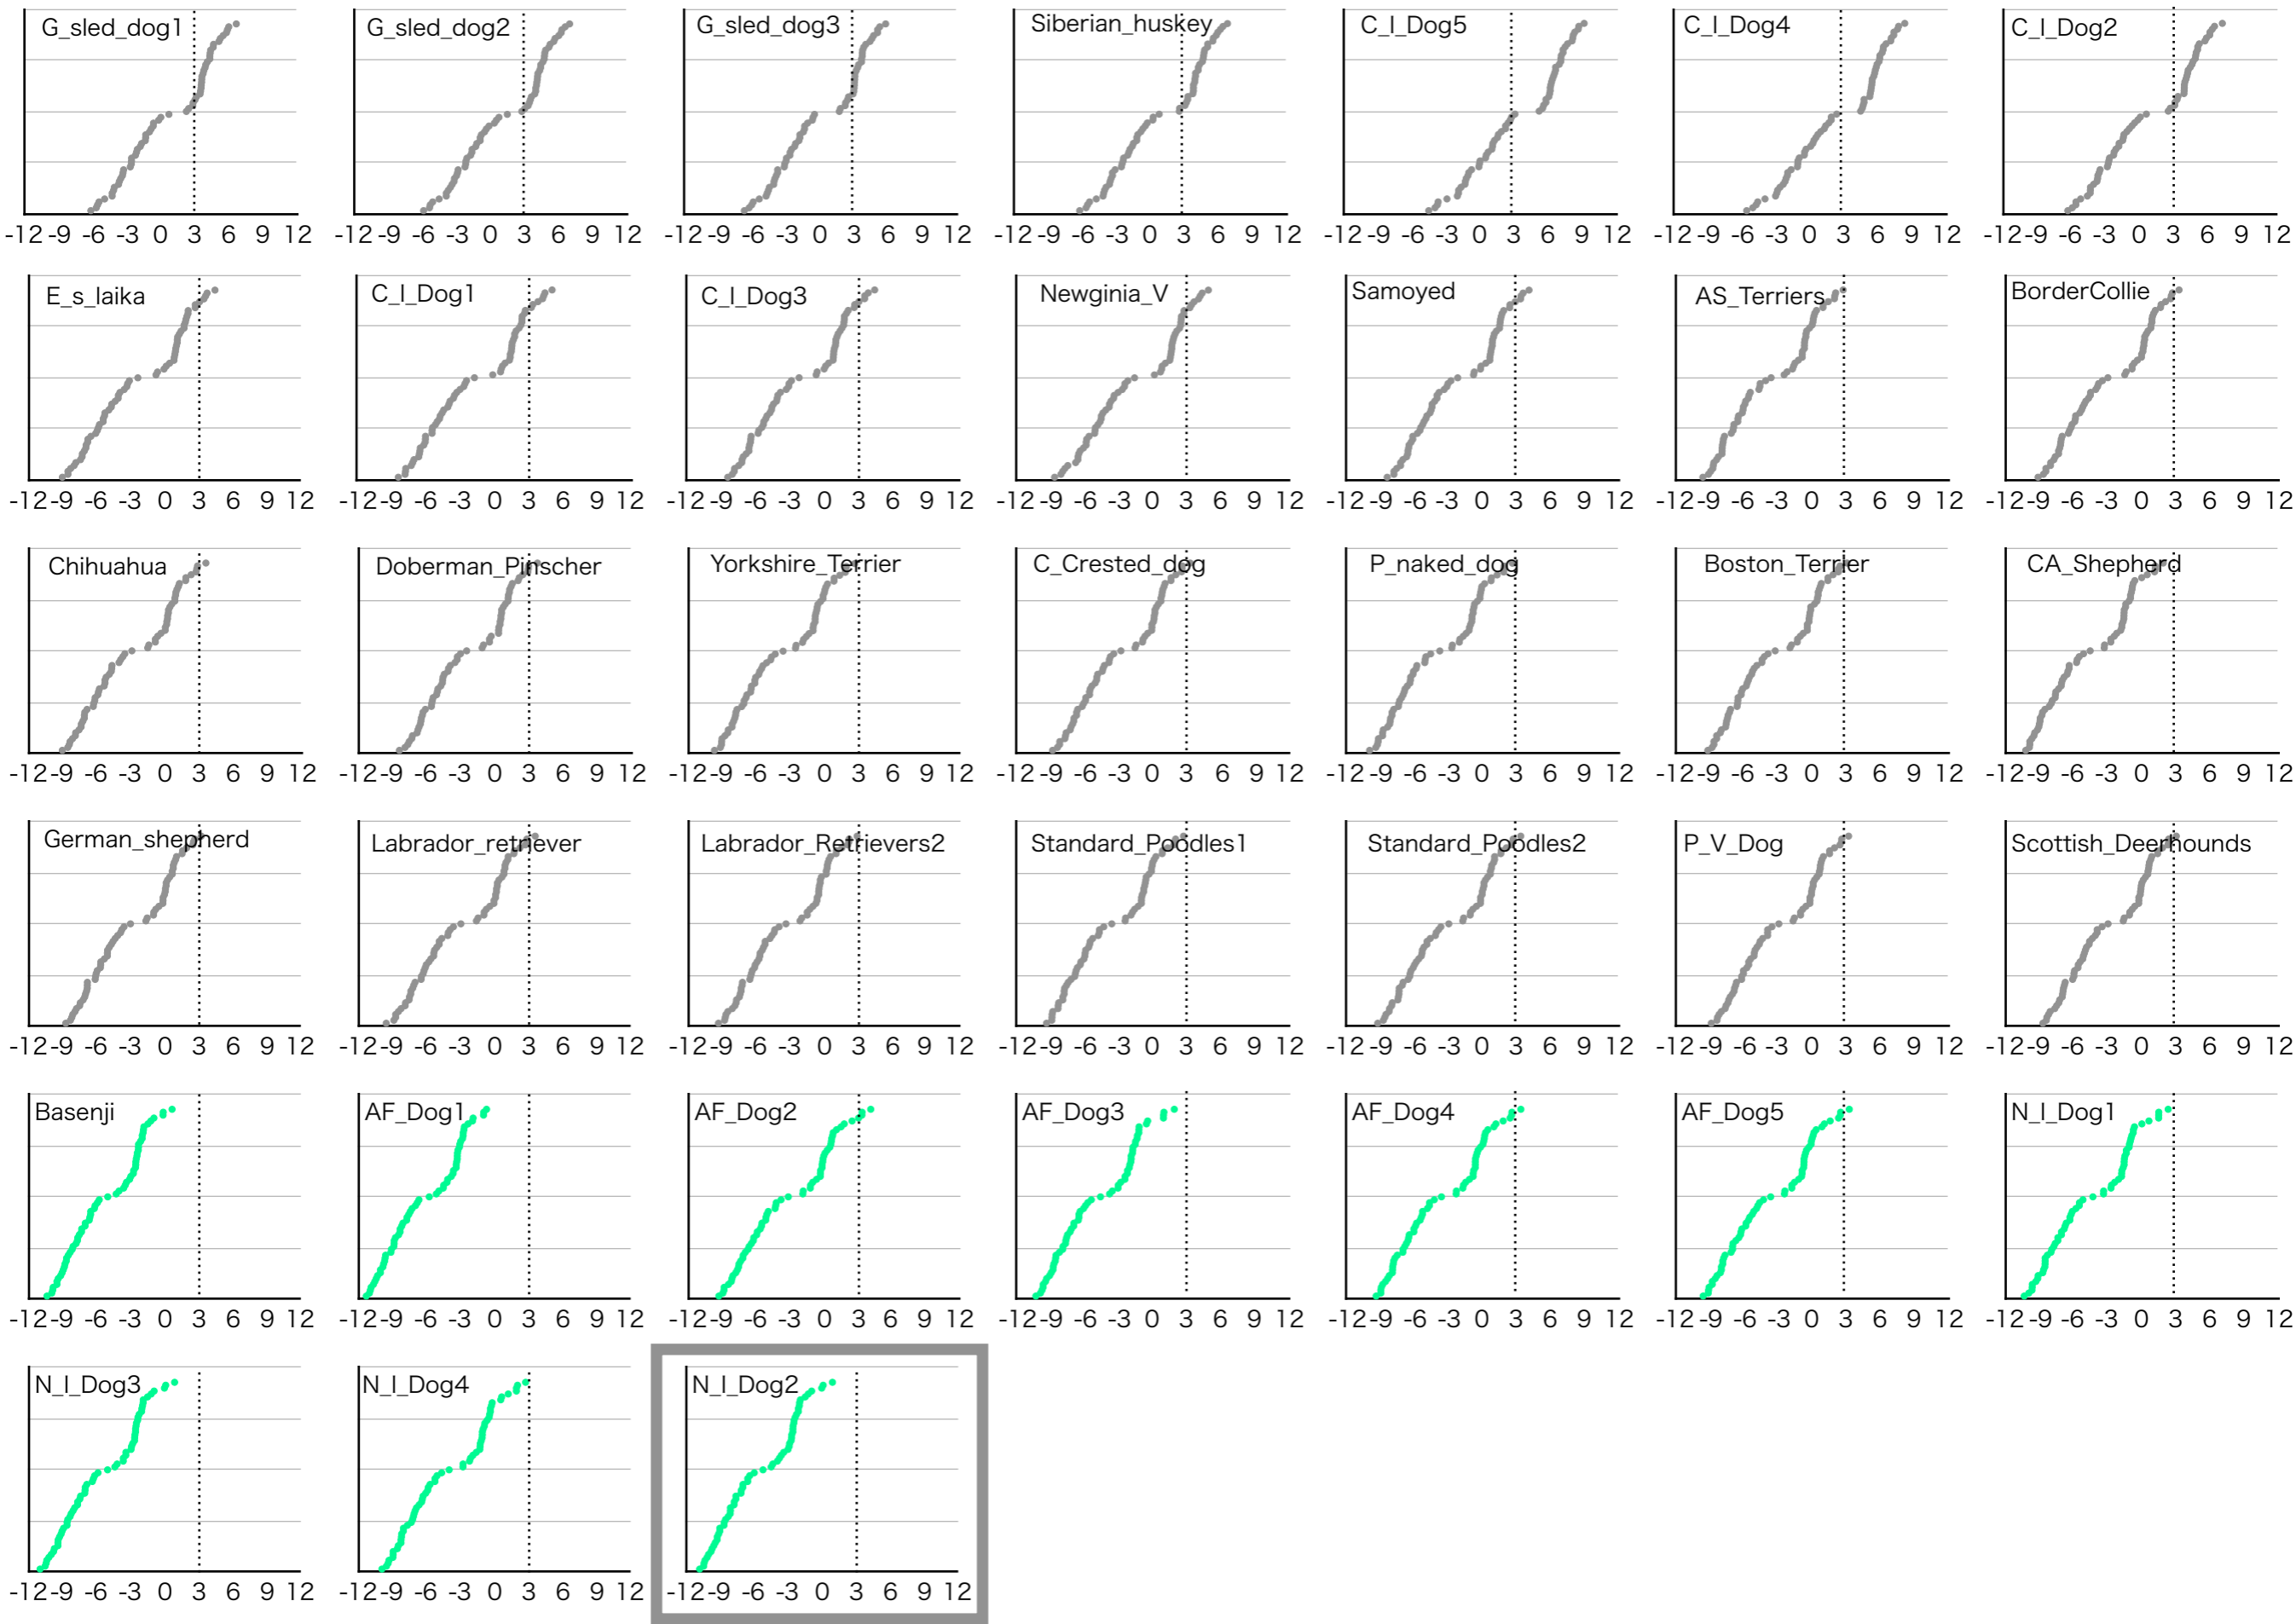 G_sled_dog1 G_sled_dog2 G_sled_dog3 Siberian_huskey C_I_Dog5 C_I_Dog4 C_I_Dog2
-12 -9 -6 -3 0 3 6 9 12 -12 -9 -6 -3 0 3 6 9 12 -12 -9 -6 -3 0 3 6 9 12 -12 -9 -6 -3 0 3 6 9 12 -12 -9 -6 -3 0 3 6 9 12 -12 -9 -6 -3 0 3 6 9 12 -12 -9 -6 -3 0 3 6 9 12
E_s_laika C_I_Dog1 C_I_Dog3 Newginia_V Samoyed AS_Terriers BorderCollie
-12 -9 -6 -3 0 3 6 9 12 -12 -9 -6 -3 0 3 6 9 12 -12 -9 -6 -3 0 3 6 9 12 -12 -9 -6 -3 0 3 6 9 12 -12 -9 -6 -3 0 3 6 9 12 -12 -9 -6 -3 0 3 6 9 12 -12 -9 -6 -3 0 3 6 9 12
Chihuahua Doberman_Pinscher Yorkshire_Terrier C_Crested_dog P_naked_dog Boston_Terrier CA_Shepherd
-12 -9 -6 -3 0 3 6 9 12 -12 -9 -6 -3 0 3 6 9 12 -12 -9 -6 -3 0 3 6 9 12 -12 -9 -6 -3 0 3 6 9 12 -12 -9 -6 -3 0 3 6 9 12 -12 -9 -6 -3 0 3 6 9 12 -12 -9 -6 -3 0 3 6 9 12
German_shepherd Labrador_retriever Labrador_Retrievers2 Standard_Poodles1 Standard_Poodles2 P_V_Dog Scottish_Deerhounds
-12 -9 -6 -3 0 3 6 9 12 -12 -9 -6 -3 0 3 6 9 12 -12 -9 -6 -3 0 3 6 9 12 -12 -9 -6 -3 0 3 6 9 12 -12 -9 -6 -3 0 3 6 9 12 -12 -9 -6 -3 0 3 6 9 12 -12 -9 -6 -3 0 3 6 9 12
Basenji AF_Dog1 AF_Dog2 AF_Dog3 AF_Dog4 AF_Dog5 N_I_Dog1
-12 -9 -6 -3 0 3 6 9 12 -12 -9 -6 -3 0 3 6 9 12 -12 -9 -6 -3 0 3 6 9 12 -12 -9 -6 -3 0 3 6 9 12 -12 -9 -6 -3 0 3 6 9 12 -12 -9 -6 -3 0 3 6 9 12 -12 -9 -6 -3 0 3 6 9 12
N_I_Dog3 N_I_Dog4 N_I_Dog2
-12 -9 -6 -3 0 3 6 9 12 -12 -9 -6 -3 0 3 6 9 12 -12 -9 -6 -3 0 3 6 9 12